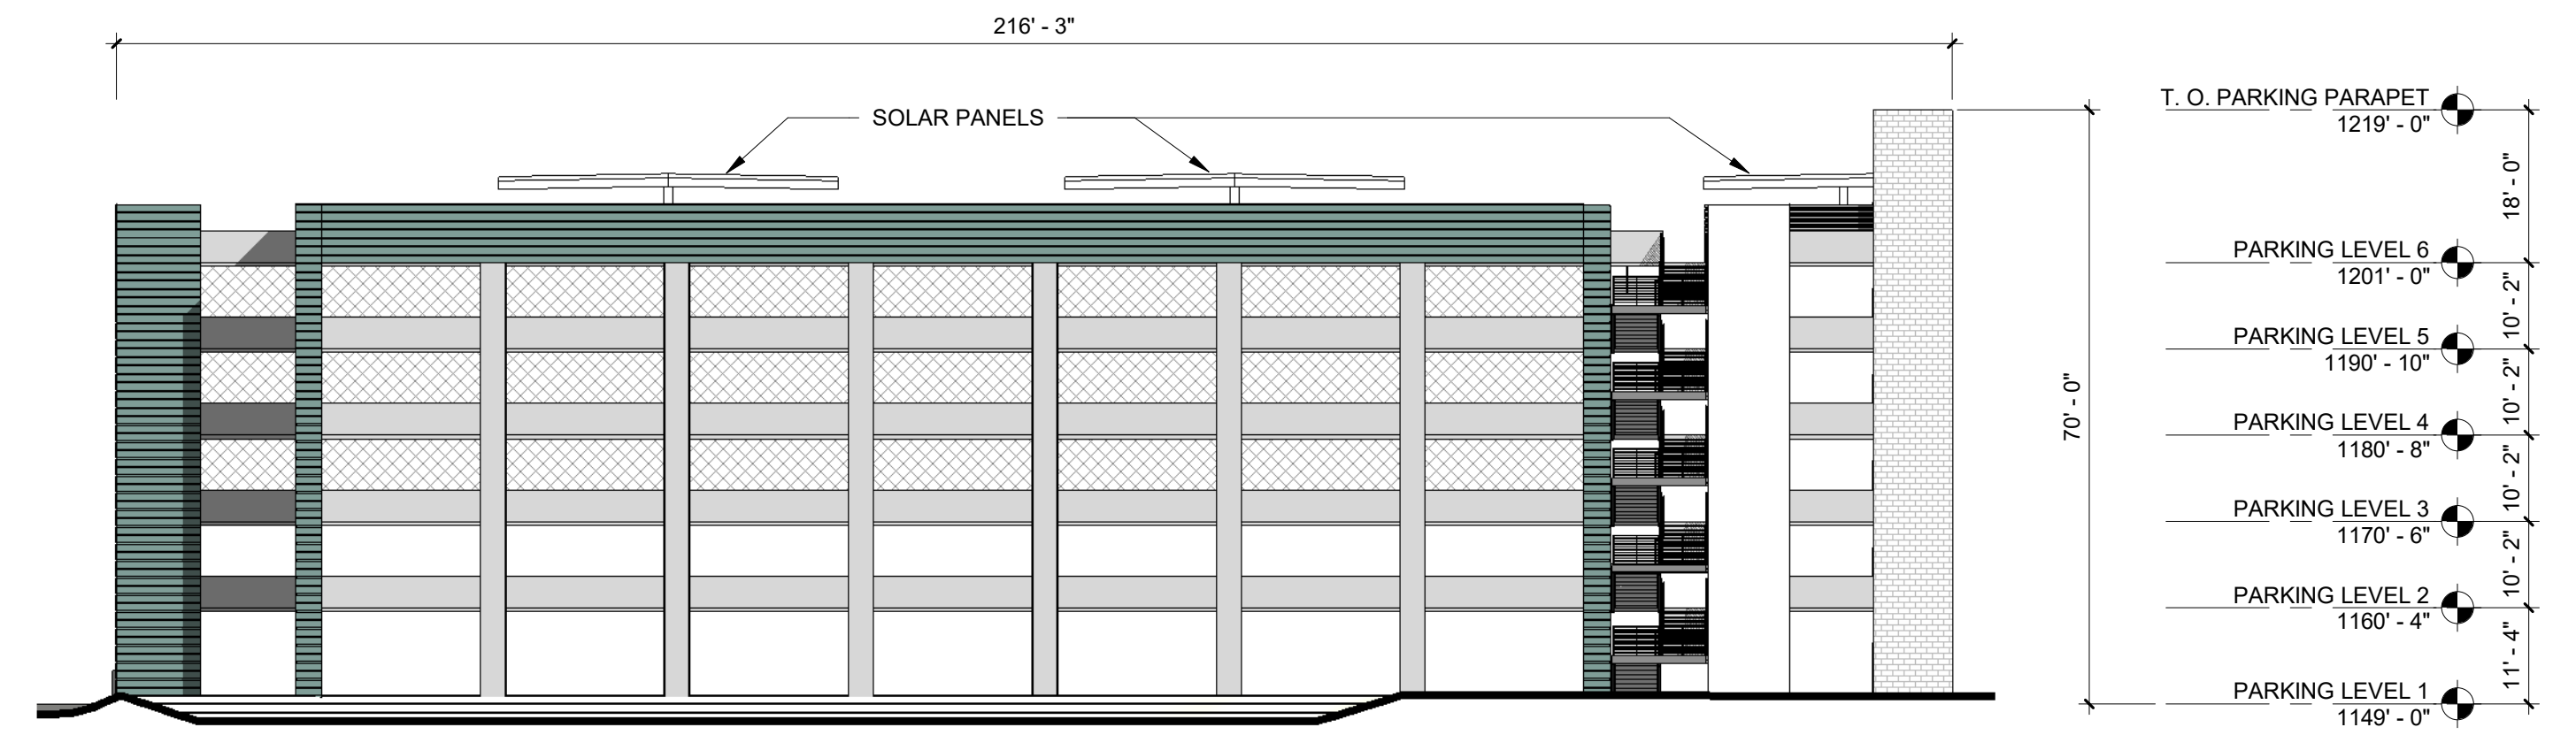 216' - 3"
SOLAR PANELS
T. O. PARKING PARAPET
1219' - 0"
18' - 0"
PARKING LEVEL 6
1201' - 0"
10' - 2"
PARKING LEVEL 5
1190' - 10"
10' - 2"
70' - 0"
PARKING LEVEL 4
1180' - 8"
10' - 2"
PARKING LEVEL 3
1170' - 6"
10' - 2"
PARKING LEVEL 2
1160' - 4"
11' - 4"
PARKING LEVEL 1
1149' - 0"